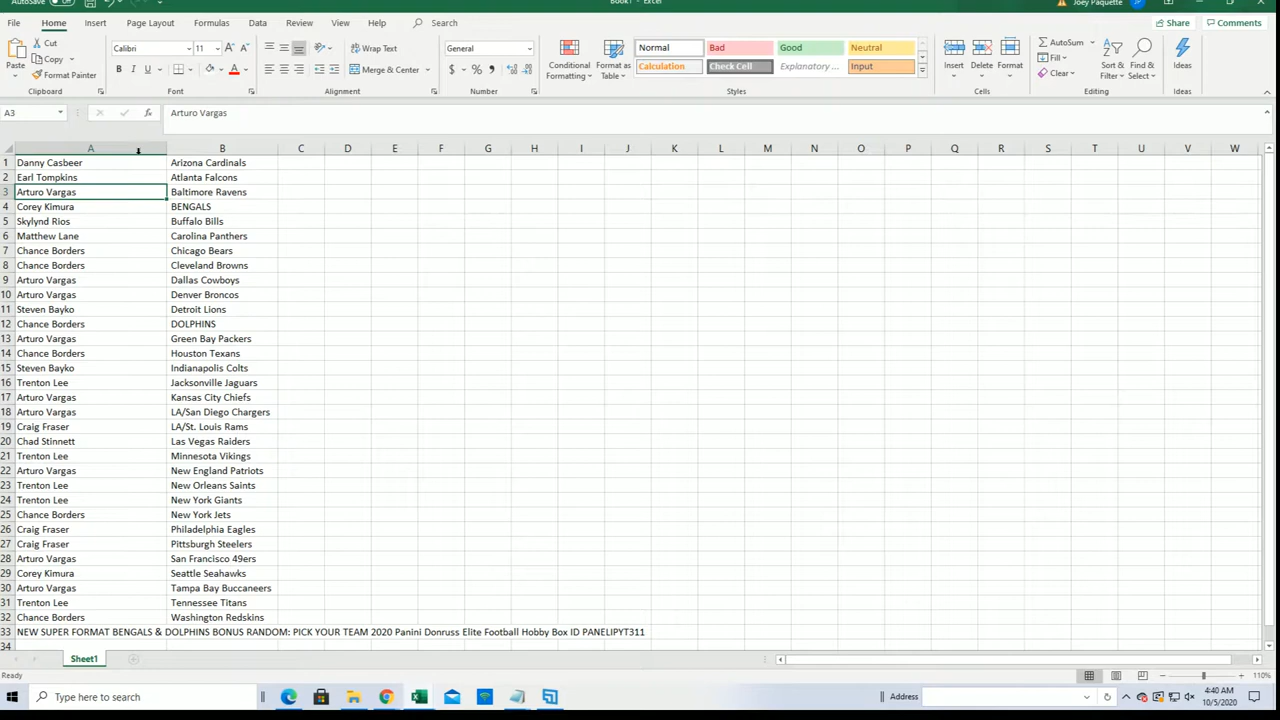 AutoSave Off Book1 - Excel Joey Paquette JP
File Home Insert Page Layout Formulas Data Review View Help Search Share Comments
Paste Cut Copy Format Painter Clipboard
Calibri 11 A A B I U A Font
Wrap Text Merge & Center Alignment
General $ % , Number
Conditional Formatting Format as Table
Normal Bad Good Neutral
Calculation Check Cell Explanatory ... Input
Styles
Insert Delete Format Cells
AutoSum Fill Clear Sort & Filter Find & Select Editing
Ideas Ideas
A3 fx Arturo Vargas
A B C D E F G H I J K L M N O P Q R S T U V W
1 Danny Casbeer Arizona Cardinals
2 Earl Tompkins Atlanta Falcons
3 Arturo Vargas Baltimore Ravens
4 Corey Kimura BENGALS
5 Skylynd Rios Buffalo Bills
6 Matthew Lane Carolina Panthers
7 Chance Borders Chicago Bears
8 Chance Borders Cleveland Browns
9 Arturo Vargas Dallas Cowboys
10 Arturo Vargas Denver Broncos
11 Steven Bayko Detroit Lions
12 Chance Borders DOLPHINS
13 Arturo Vargas Green Bay Packers
14 Chance Borders Houston Texans
15 Steven Bayko Indianapolis Colts
16 Trenton Lee Jacksonville Jaguars
17 Arturo Vargas Kansas City Chiefs
18 Arturo Vargas LA/San Diego Chargers
19 Craig Fraser LA/St. Louis Rams
20 Chad Stinnett Las Vegas Raiders
21 Trenton Lee Minnesota Vikings
22 Arturo Vargas New England Patriots
23 Trenton Lee New Orleans Saints
24 Trenton Lee New York Giants
25 Chance Borders New York Jets
26 Craig Fraser Philadelphia Eagles
27 Craig Fraser Pittsburgh Steelers
28 Arturo Vargas San Francisco 49ers
29 Corey Kimura Seattle Seahawks
30 Arturo Vargas Tampa Bay Buccaneers
31 Trenton Lee Tennessee Titans
32 Chance Borders Washington Redskins
33 NEW SUPER FORMAT BENGALS & DOLPHINS BONUS RANDOM: PICK YOUR TEAM 2020 Panini Donruss Elite Football Hobby Box ID PANELIPYT311
34
Sheet1
Ready 110%
Type here to search Address 4:40 AM
10/5/2020